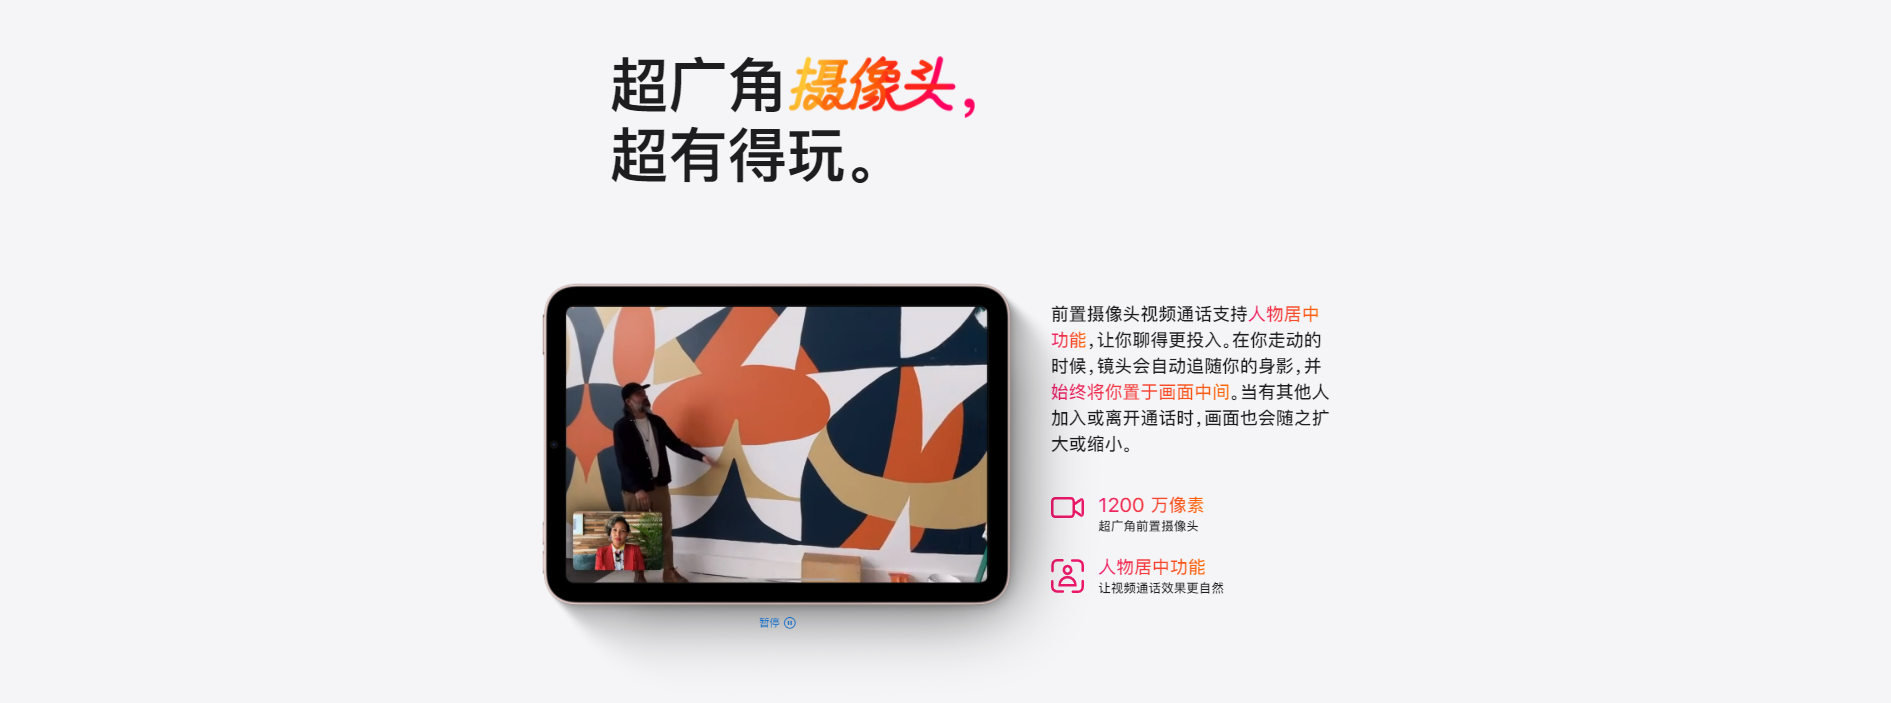 超广角摄像头，
超有得玩。
前置摄像头视频通话支持人物居中
功能，让你聊得更投入。在你走动的
时候，镜头会自动追随你的身影，并
始终将你置于画面中间。当有其他人
加入或离开通话时，画面也会随之扩
大或缩小。
1200 万像素
超广角前置摄像头
人物居中功能
让视频通话效果更自然
暂停